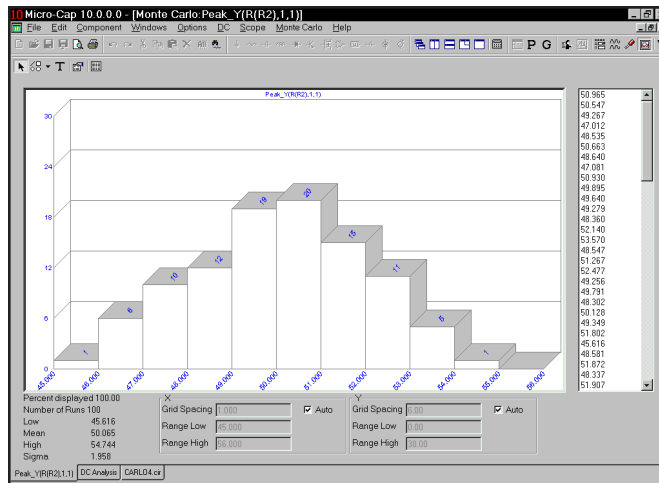 10 Micro-Cap 10.0.0.0 - [Monte Carlo:Peak_Y(R(R2),1,1)]
File Edit Component Windows Options DC Scope Monte Carlo Help
P G
T
Peak_Y(R(R2),1,1)
30
24
18
12
6
0
1
6
10
12
19
20
15
11
5
1
45.000
46.000
47.000
48.000
49.000
50.000
51.000
52.000
53.000
54.000
55.000
56.000
50.965
50.547
49.267
47.012
48.535
50.663
48.640
47.081
50.930
49.895
49.640
49.279
48.360
52.140
53.570
48.547
51.267
52.477
49.256
49.791
48.302
50.128
49.349
51.802
45.616
48.581
51.872
48.337
51.907
Percent displayed 100.00
Number of Runs 100
Low 45.616
Mean 50.065
High 54.744
Sigma 1.958
X
Grid Spacing 1.000 Auto
Range Low 45.000
Range High 56.000
Y
Grid Spacing 6.00 Auto
Range Low 0.00
Range High 30.00
Peak_Y(R(R2),1,1) DC Analysis CARLO4.cir